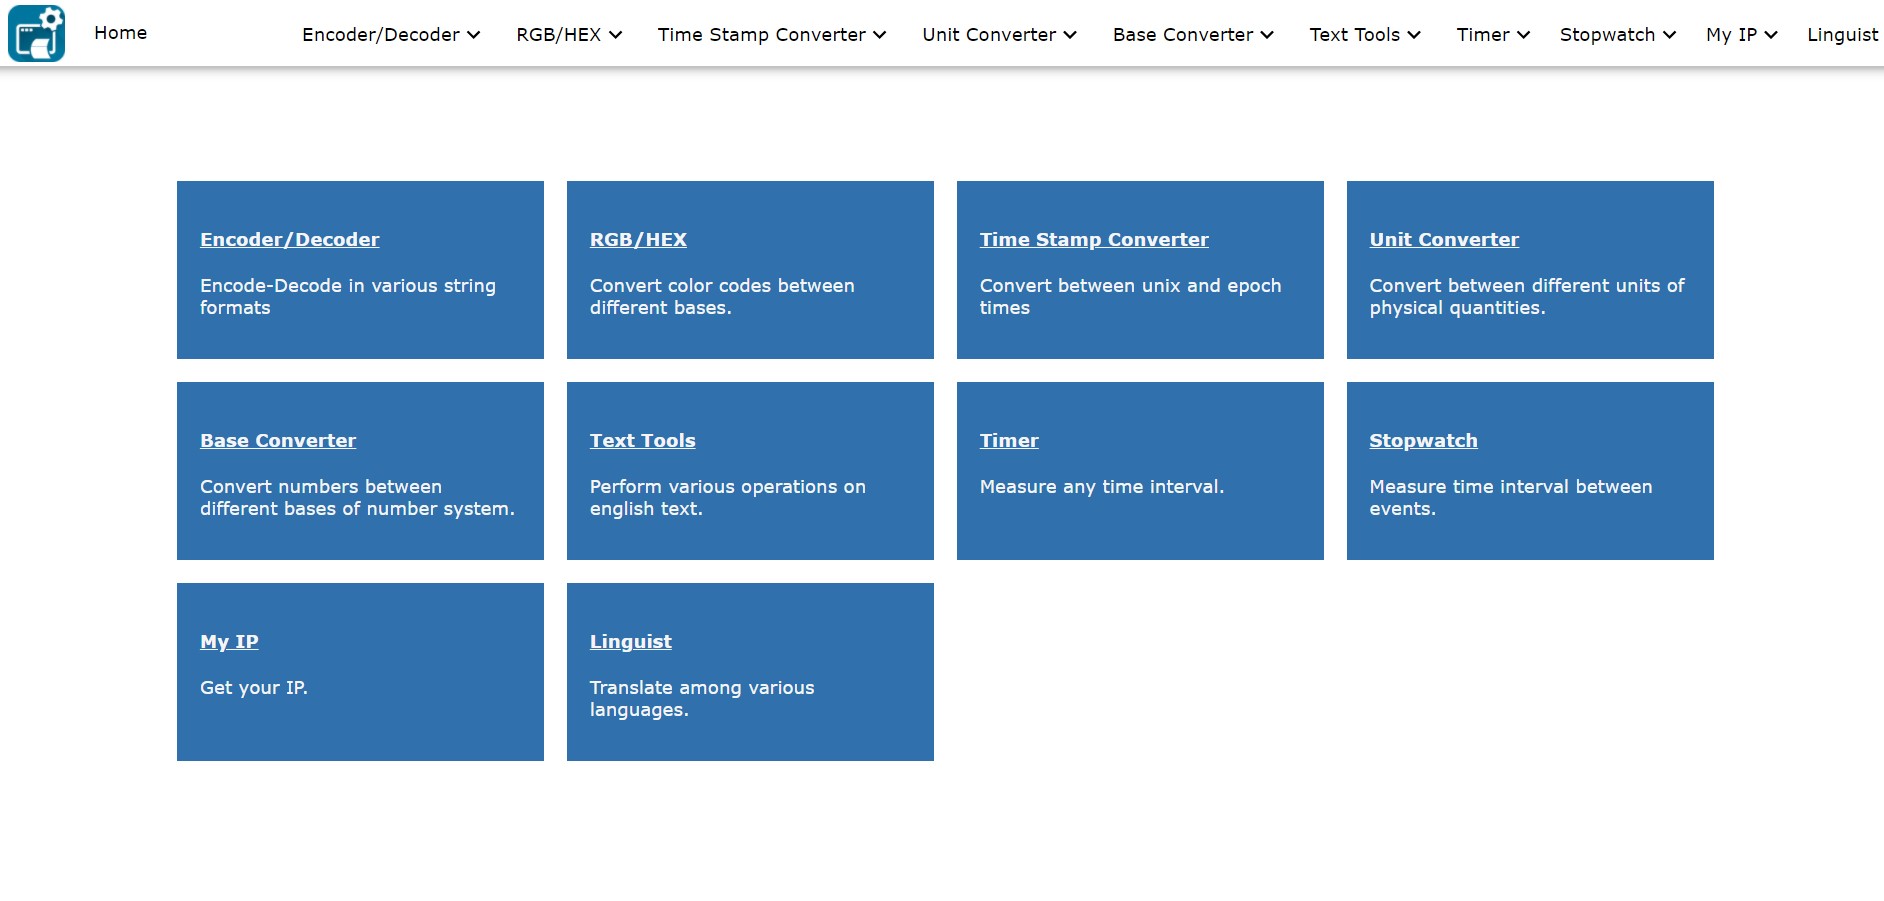 Home Encoder/Decoder RGB/HEX Time Stamp Converter Unit Converter Base Converter Text Tools Timer Stopwatch My IP Linguist
Encoder/Decoder
Encode-Decode in various string
formats
RGB/HEX
Convert color codes between
different bases.
Time Stamp Converter
Convert between unix and epoch
times
Unit Converter
Convert between different units of
physical quantities.
Base Converter
Convert numbers between
different bases of number system.
Text Tools
Perform various operations on
english text.
Timer
Measure any time interval.
Stopwatch
Measure time interval between
events.
My IP
Get your IP.
Linguist
Translate among various
languages.